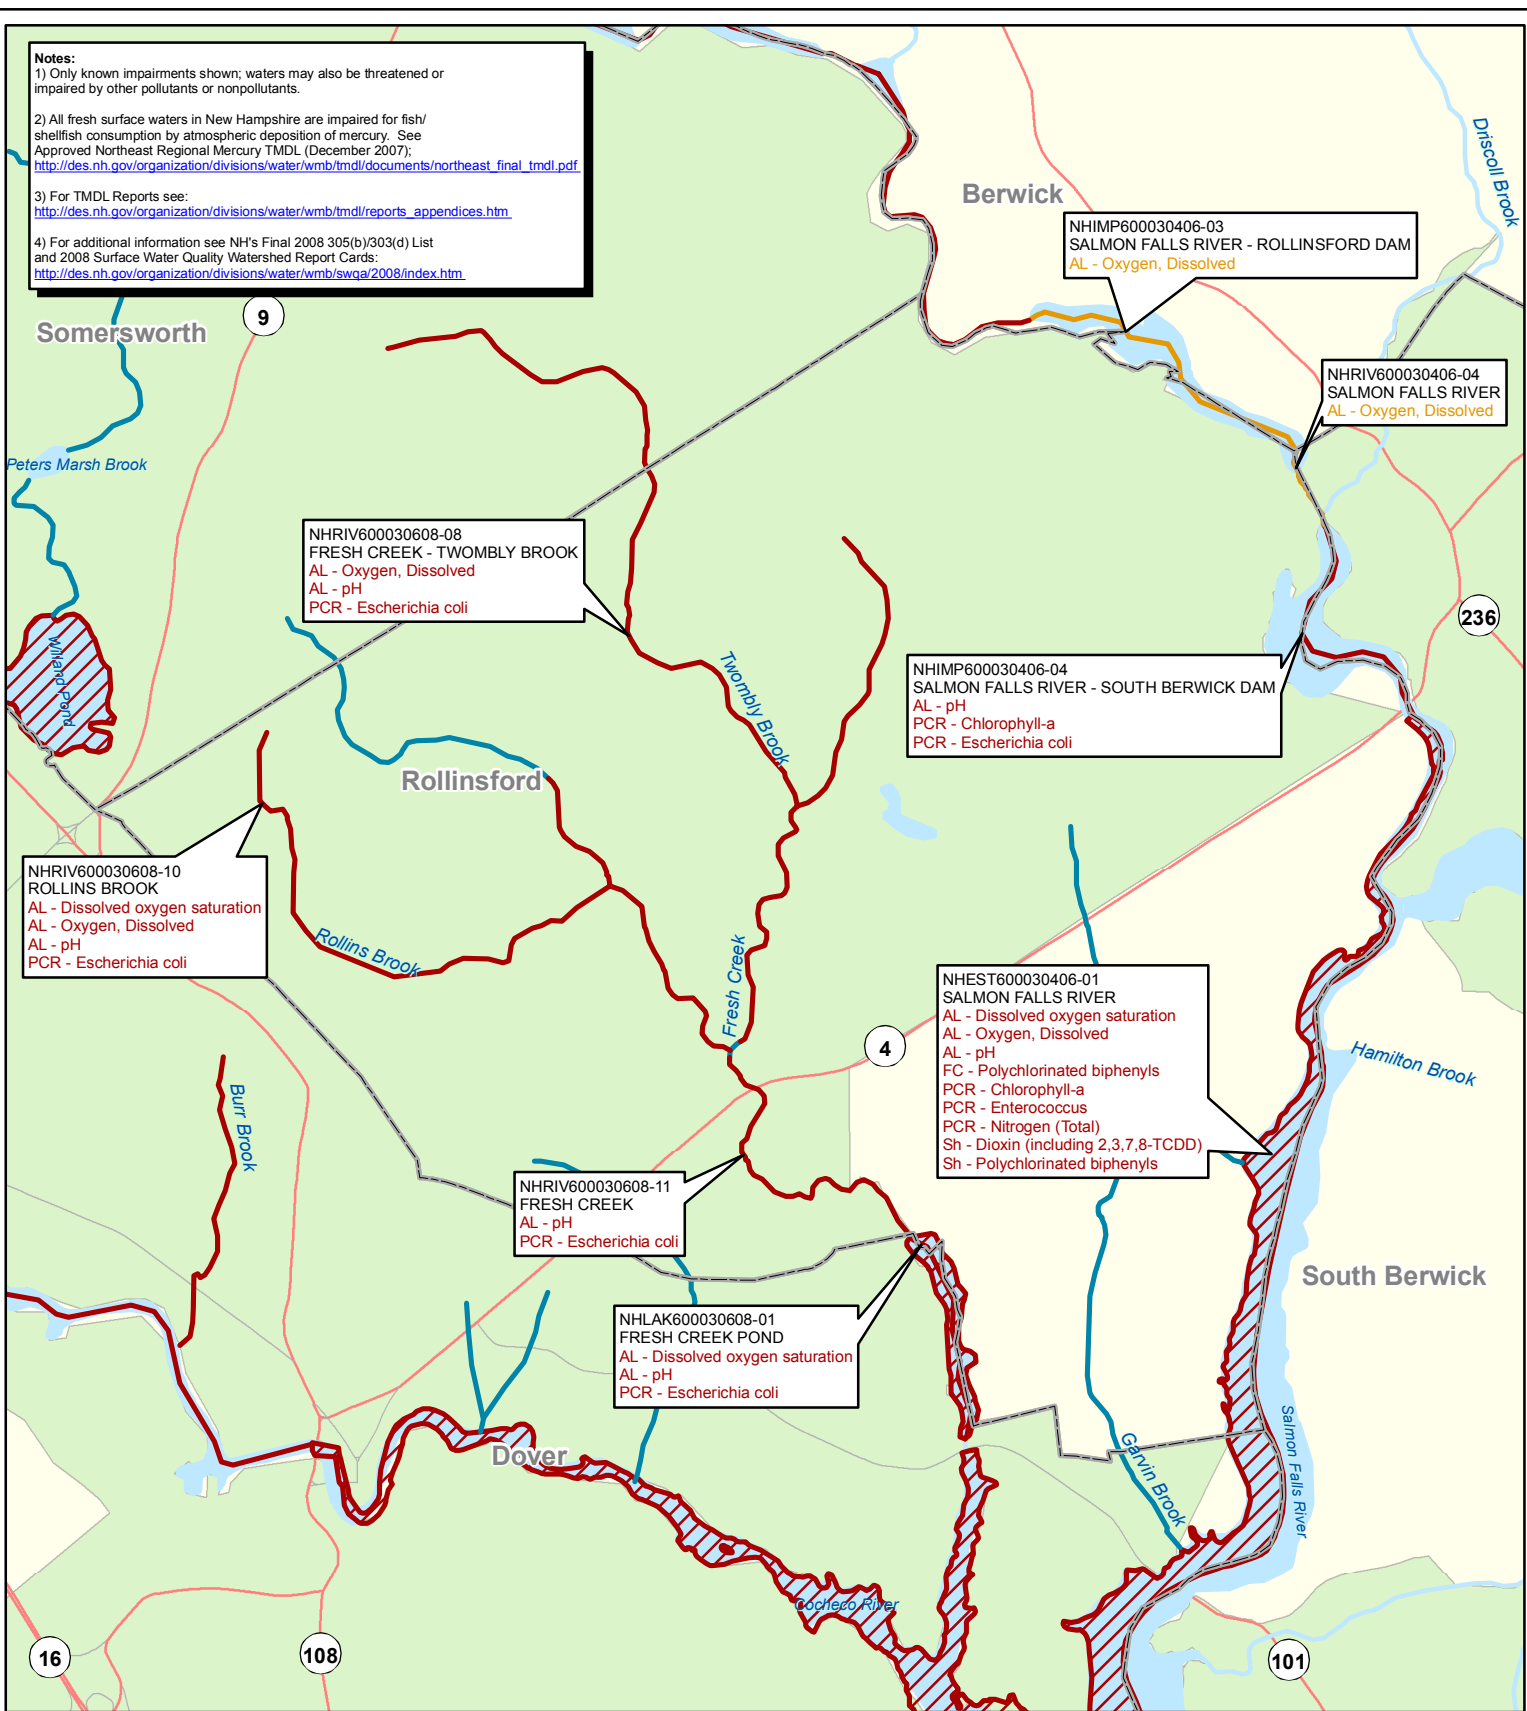 Notes:
1) Only known impairments shown; waters may also be threatened or
impaired by other pollutants or nonpollutants.
2) All fresh surface waters in New Hampshire are impaired for fish/
shellfish consumption by atmospheric deposition of mercury. See
Approved Northeast Regional Mercury TMDL (December 2007);
http://des.nh.gov/organization/divisions/water/wmb/tmdl/documents/northeast_final_tmdl.pdf
3) For TMDL Reports see:
http://des.nh.gov/organization/divisions/water/wmb/tmdl/reports_appendices.htm
4) For additional information see NH's Final 2008 305(b)/303(d) List
and 2008 Surface Water Quality Watershed Report Cards:
http://des.nh.gov/organization/divisions/water/wmb/swqa/2008/index.htm
Driscoll Brook
Berwick
NHIMP600030406-03
SALMON FALLS RIVER - ROLLINSFORD DAM
AL - Oxygen, Dissolved
9
Somersworth
NHRIV600030406-04
SALMON FALLS RIVER
AL - Oxygen, Dissolved
Peters Marsh Brook
NHRIV600030608-08
FRESH CREEK - TWOMBLY BROOK
AL - Oxygen, Dissolved
AL - pH
PCR - Escherichia coli
236
Willand Pond
Twombly Brook
NHIMP600030406-04
SALMON FALLS RIVER - SOUTH BERWICK DAM
AL - pH
PCR - Chlorophyll-a
PCR - Escherichia coli
Rollinsford
NHRIV600030608-10
ROLLINS BROOK
AL - Dissolved oxygen saturation
AL - Oxygen, Dissolved
AL - pH
PCR - Escherichia coli
Rollins Brook
Fresh Creek
NHEST600030406-01
SALMON FALLS RIVER
AL - Dissolved oxygen saturation
AL - Oxygen, Dissolved
AL - pH
FC - Polychlorinated biphenyls
PCR - Chlorophyll-a
PCR - Enterococcus
PCR - Nitrogen (Total)
Sh - Dioxin (including 2,3,7,8-TCDD)
Sh - Polychlorinated biphenyls
4
Hamilton Brook
Burr Brook
NHRIV600030608-11
FRESH CREEK
AL - pH
PCR - Escherichia coli
South Berwick
NHLAK600030608-01
FRESH CREEK POND
AL - Dissolved oxygen saturation
AL - pH
PCR - Escherichia coli
Dover
Garvin Brook
Salmon Falls River
Cocheco River
16
108
101